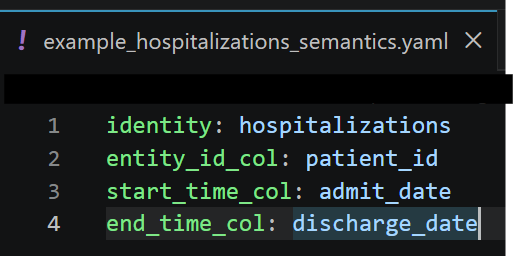 ! example_hospitalizations_semantics.yaml ×
1 identity: hospitalizations
2 entity_id_col: patient_id
3 start_time_col: admit_date
4 end_time_col: discharge_date